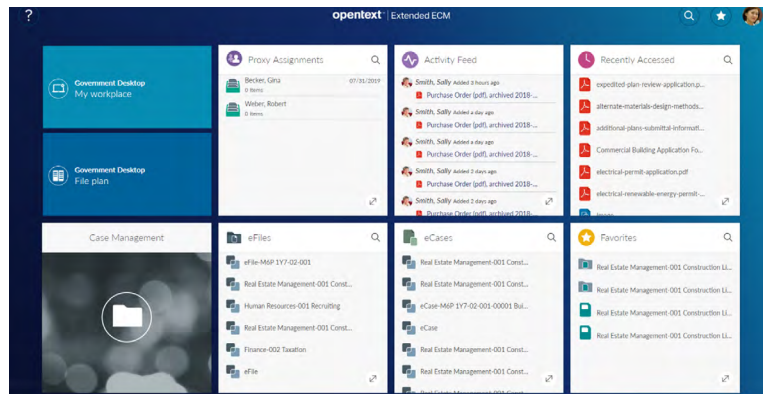 ?
opentext™ | Extended ECM
Government Desktop
My workplace
Government Desktop
File plan
Proxy Assignments
Becker, Gina 07/31/2019
0 Items
Weber, Robert
0 Items
Activity Feed
Smith, Sally Added 3 hours ago
Purchase Order (pdf), archived 2018-...
Smith, Sally Added a day ago
Purchase Order (pdf), archived 2018-...
Smith, Sally Added a day ago
Purchase Order (pdf), archived 2018-...
Smith, Sally Added 2 days ago
Purchase Order (pdf), archived 2018-...
Smith, Sally Added 2 days ago
Purchase Order (pdf), archived 2018-...
Recently Accessed
expedited-plan-review-application.p...
alternate-materials-design-methods...
additional-plans-submittal-informati...
Commercial Building Application Fo...
electrical-permit-application.pdf
electrical-renewable-energy-permit-...
Image
Case Management
eFiles
eFile-M6P 1Y7-02-001
Real Estate Management-001 Const...
Human Resources-001 Recruiting
Real Estate Management-001 Const...
Finance-002 Taxation
eFile
eCases
Real Estate Management-001 Const...
Real Estate Management-001 Const...
eCase-M6P 1Y7-02-001-00001 Bui...
eCase
Real Estate Management-001 Const...
Real Estate Management-001 Const...
Real Estate Management-001 Const...
Favorites
Real Estate Management-001 Construction Li...
Real Estate Management-001 Construction Li...
Real Estate Management-001 Construction Li...
Real Estate Management-001 Construction Li...